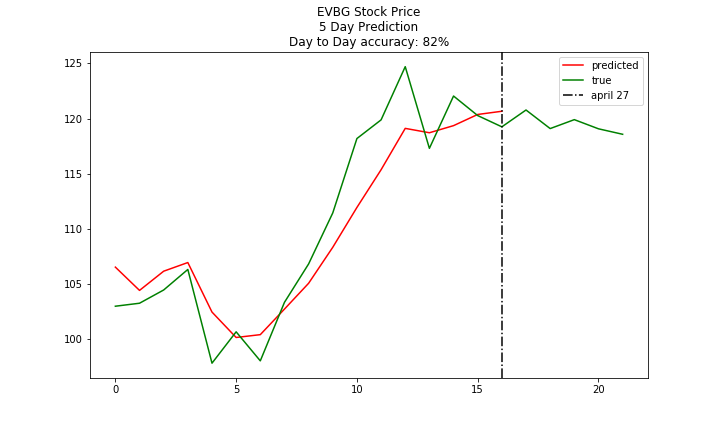 EVBG Stock Price
5 Day Prediction
Day to Day accuracy: 82%
predicted
true
april 27
125
120
115
110
105
100
0 5 10 15 20